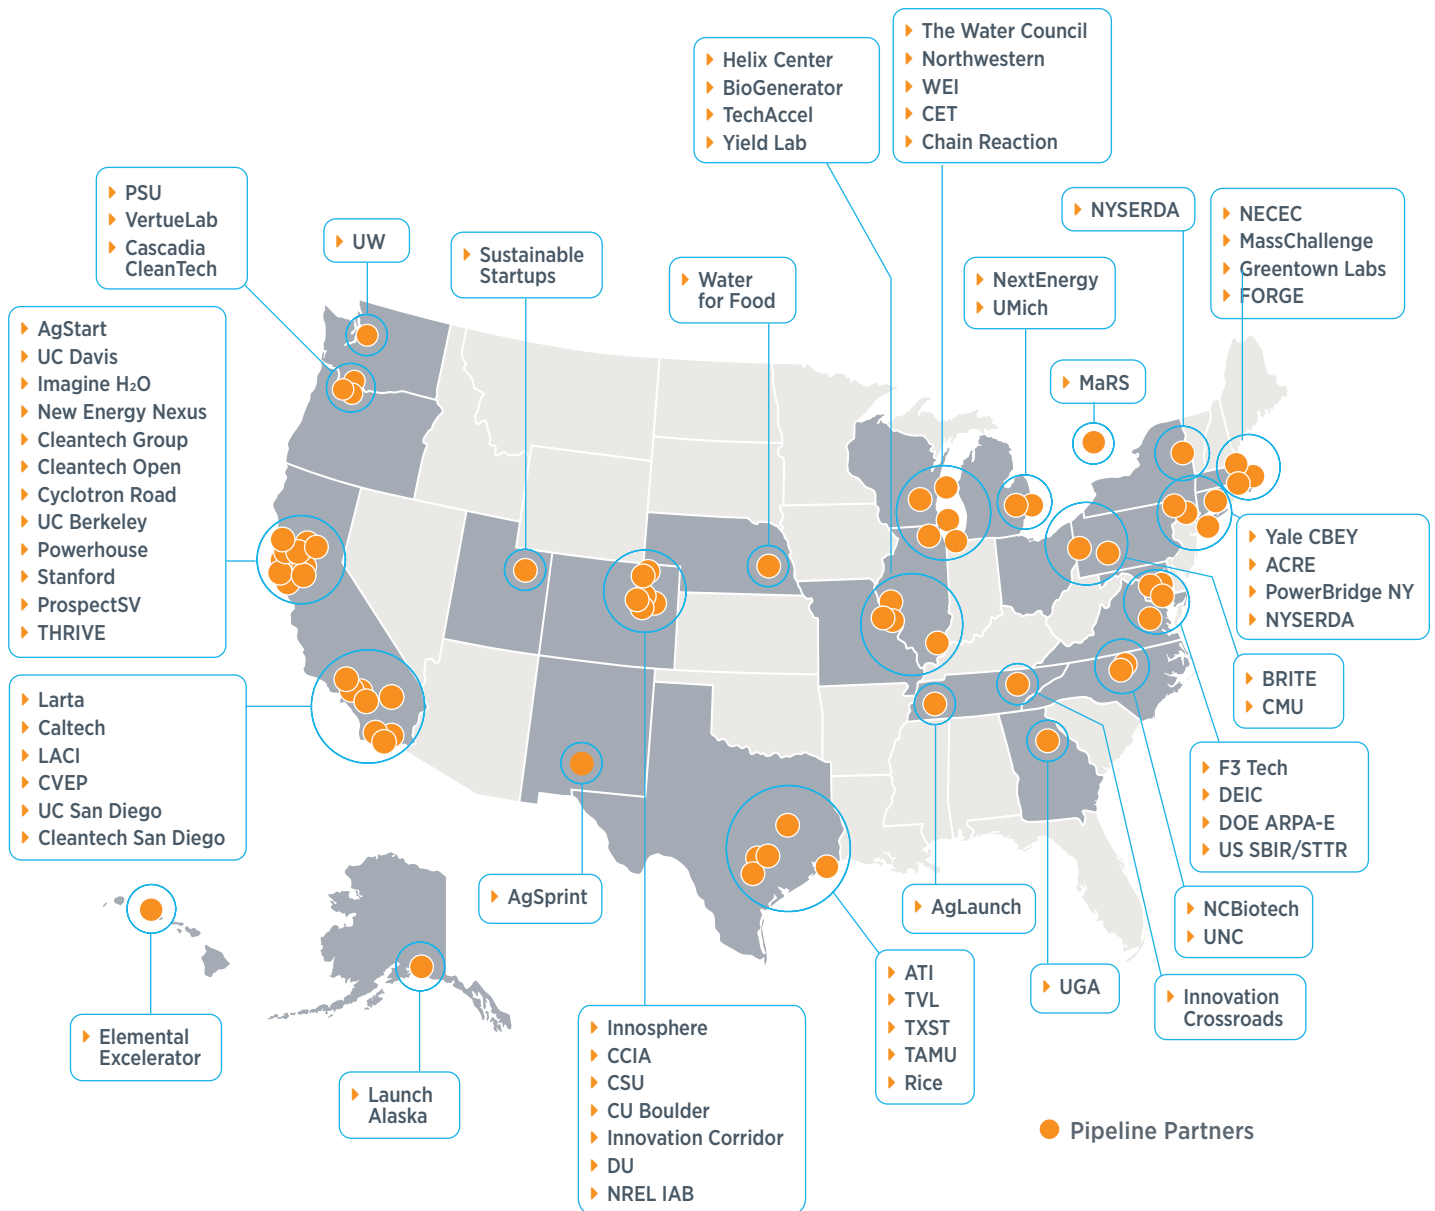 The Water Council
Northwestern
WEI
CET
Chain Reaction
Helix Center
BioGenerator
TechAccel
Yield Lab
PSU
VertueLab
Cascadia
CleanTech
UW
Sustainable
Startups
Water
for Food
NextEnergy
UMich
NYSERDA
NECEC
MassChallenge
Greentown Labs
FORGE
MaRS
AgStart
UC Davis
Imagine H₂O
New Energy Nexus
Cleantech Group
Cleantech Open
Cyclotron Road
UC Berkeley
Powerhouse
Stanford
ProspectSV
THRIVE
Larta
Caltech
LACI
CVEP
UC San Diego
Cleantech San Diego
Yale CBEY
ACRE
PowerBridge NY
NYSERDA
BRITE
CMU
F3 Tech
DEIC
DOE ARPA-E
US SBIR/STTR
NCBiotech
UNC
Innovation
Crossroads
UGA
AgLaunch
ATI
TVL
TXST
TAMU
Rice
AgSprint
Elemental
Excelerator
Launch
Alaska
Innosphere
CCIA
CSU
CU Boulder
Innovation Corridor
DU
NREL IAB
Pipeline Partners